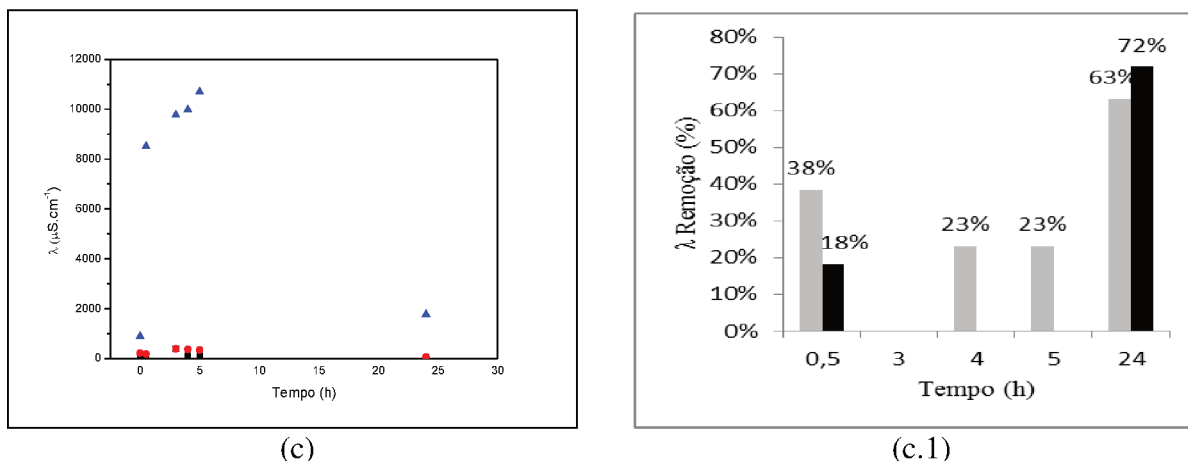 12000
10000
8000
6000
4000
2000
0
λ (µS.cm⁻¹)
0 5 10 15 20 25 30
Tempo (h)
(c)
80%
70%
60%
50%
40%
30%
20%
10%
0%
λ Remoção (%)
38%
18%
23%
23%
63%
72%
0,5 3 4 5 24
Tempo (h)
(c.1)